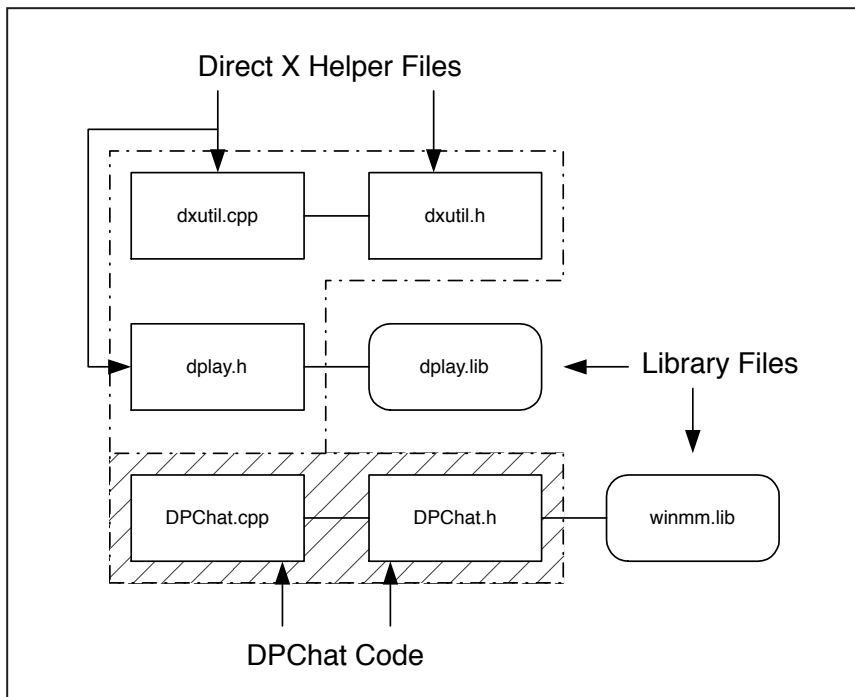 Direct X Helper Files
dxutil.cpp
dxutil.h
dplay.h
dplay.lib
Library Files
DPChat.cpp
DPChat.h
winmm.lib
DPChat Code